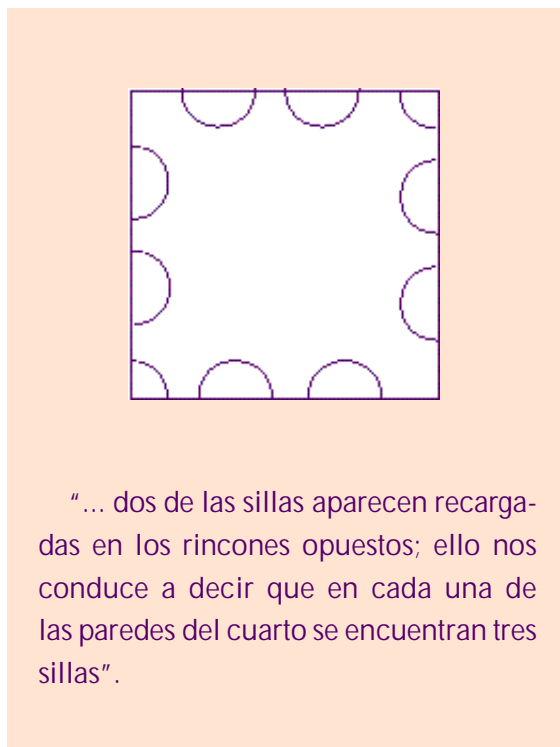 "... dos de las sillas aparecen recarga-
das en los rincones opuestos; ello nos
conduce a decir que en cada una de
las paredes del cuarto se encuentran tres
sillas".